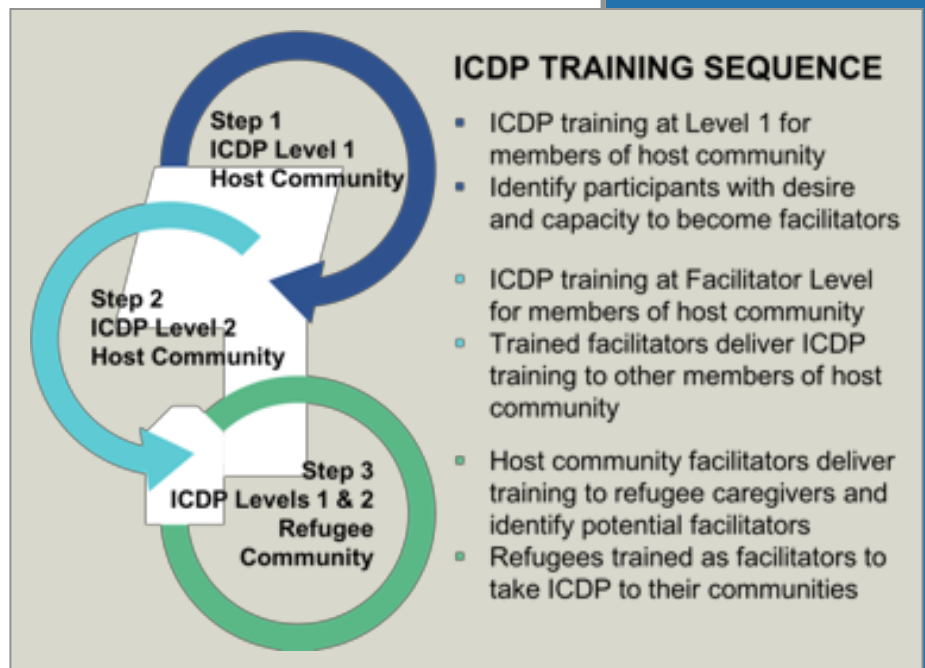 Step 1
ICDP Level 1
Host Community
Step 2
ICDP Level 2
Host Community
Step 3
ICDP Levels 1 & 2
Refugee
Community
ICDP TRAINING SEQUENCE
ICDP training at Level 1 for
members of host community
Identify participants with desire
and capacity to become facilitators
ICDP training at Facilitator Level
for members of host community
Trained facilitators deliver ICDP
training to other members of host
community
Host community facilitators deliver
training to refugee caregivers and
identify potential facilitators
Refugees trained as facilitators to
take ICDP to their communities